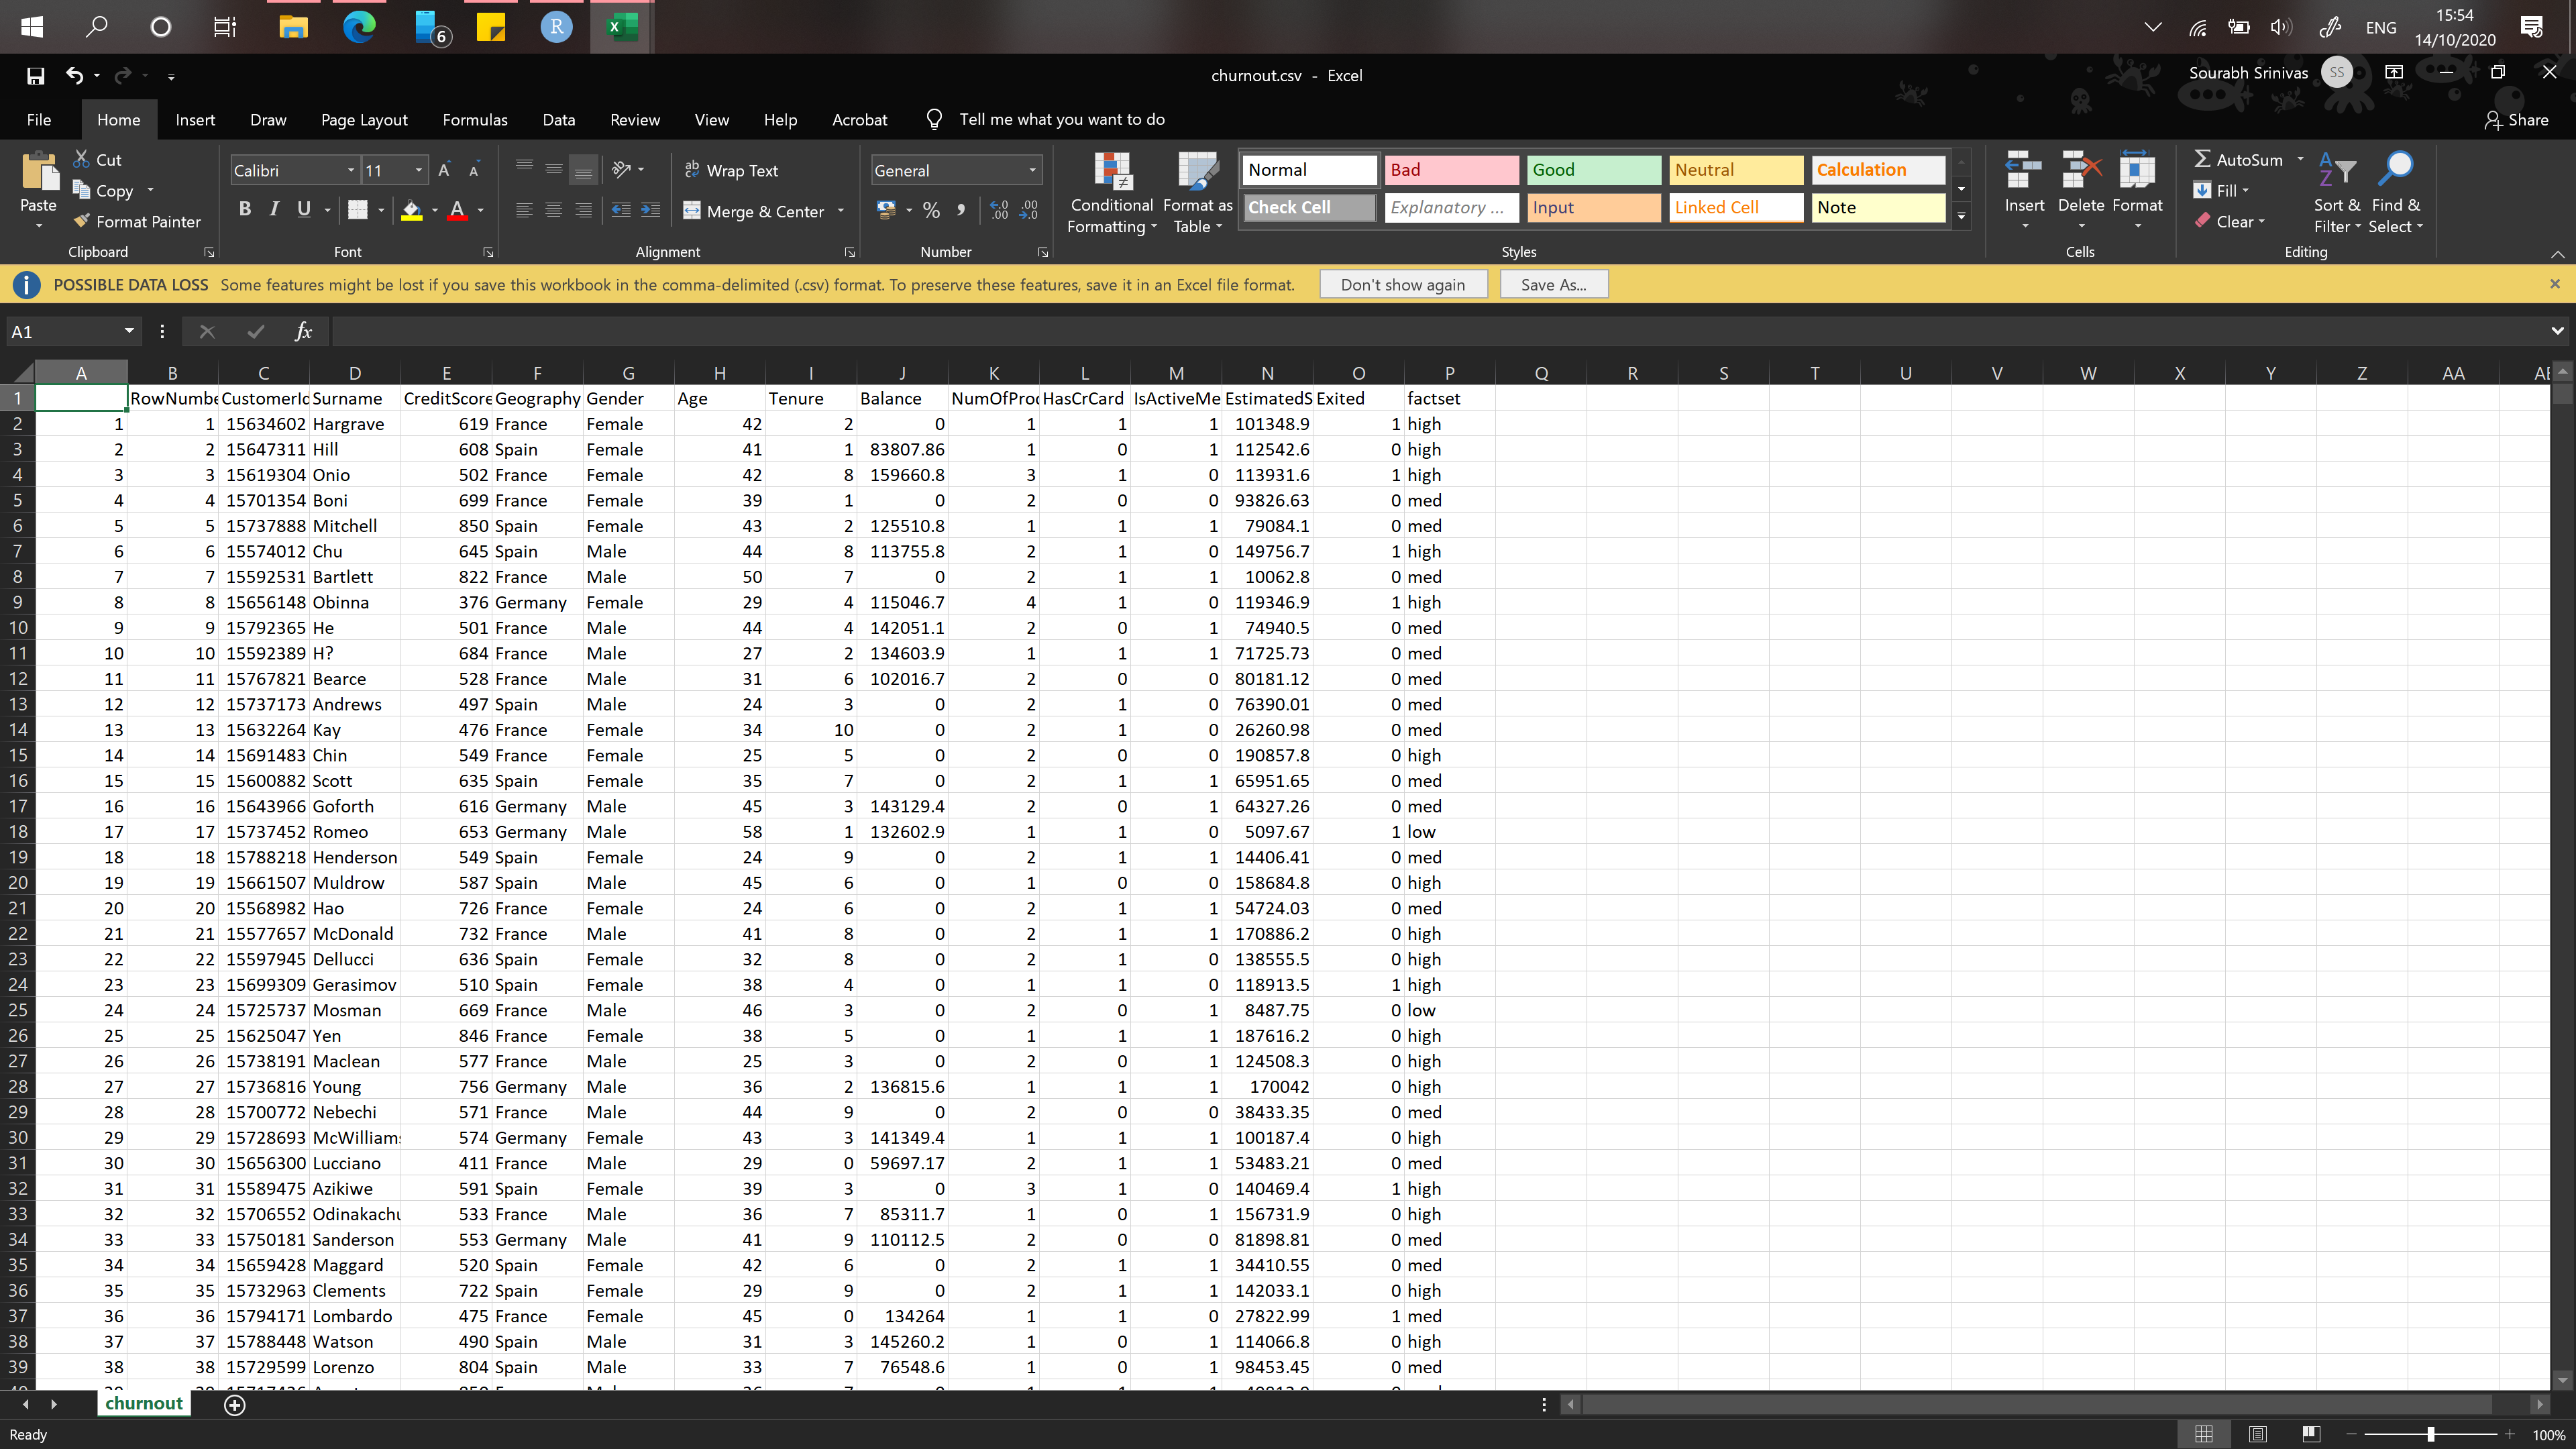 6 R X ENG 15:54
14/10/2020
churnout.csv - Excel Sourabh Srinivas SS
File Home Insert Draw Page Layout Formulas Data Review View Help Acrobat Tell me what you want to do Share
Paste Cut Copy Format Painter Clipboard
Calibri 11 B I U A Font
Wrap Text Merge & Center Alignment
General % Number
Conditional Formatting Format as Table
Normal Bad Good Neutral Calculation
Check Cell Explanatory ... Input Linked Cell Note
Styles
Insert Delete Format Cells
AutoSum Fill Clear Sort & Filter Find & Select Editing
POSSIBLE DATA LOSS Some features might be lost if you save this workbook in the comma-delimited (.csv) format. To preserve these features, save it in an Excel file format. Don't show again Save As...
A1 fx
A B C D E F G H I J K L M N O P Q R S T U V W X Y Z AA
1 RowNumbe CustomerId Surname CreditScore Geography Gender Age Tenure Balance NumOfProd HasCrCard IsActiveMe EstimatedS Exited factset
2 1 1 15634602 Hargrave 619 France Female 42 2 0 1 1 1 101348.9 1 high
3 2 2 15647311 Hill 608 Spain Female 41 1 83807.86 1 0 1 112542.6 0 high
4 3 3 15619304 Onio 502 France Female 42 8 159660.8 3 1 0 113931.6 1 high
5 4 4 15701354 Boni 699 France Female 39 1 0 2 0 0 93826.63 0 med
6 5 5 15737888 Mitchell 850 Spain Female 43 2 125510.8 1 1 1 79084.1 0 med
7 6 6 15574012 Chu 645 Spain Male 44 8 113755.8 2 1 0 149756.7 1 high
8 7 7 15592531 Bartlett 822 France Male 50 7 0 2 1 1 10062.8 0 med
9 8 8 15656148 Obinna 376 Germany Female 29 4 115046.7 4 1 0 119346.9 1 high
10 9 9 15792365 He 501 France Male 44 4 142051.1 2 0 1 74940.5 0 med
11 10 10 15592389 H? 684 France Male 27 2 134603.9 1 1 1 71725.73 0 med
12 11 11 15767821 Bearce 528 France Male 31 6 102016.7 2 0 0 80181.12 0 med
13 12 12 15737173 Andrews 497 Spain Male 24 3 0 2 1 0 76390.01 0 med
14 13 13 15632264 Kay 476 France Female 34 10 0 2 1 0 26260.98 0 med
15 14 14 15691483 Chin 549 France Female 25 5 0 2 0 0 190857.8 0 high
16 15 15 15600882 Scott 635 Spain Female 35 7 0 2 1 1 65951.65 0 med
17 16 16 15643966 Goforth 616 Germany Male 45 3 143129.4 2 0 1 64327.26 0 med
18 17 17 15737452 Romeo 653 Germany Male 58 1 132602.9 1 1 0 5097.67 1 low
19 18 18 15788218 Henderson 549 Spain Female 24 9 0 2 1 1 14406.41 0 med
20 19 19 15661507 Muldrow 587 Spain Male 45 6 0 1 0 0 158684.8 0 high
21 20 20 15568982 Hao 726 France Female 24 6 0 2 1 1 54724.03 0 med
22 21 21 15577657 McDonald 732 France Male 41 8 0 2 1 1 170886.2 0 high
23 22 22 15597945 Dellucci 636 Spain Female 32 8 0 2 1 0 138555.5 0 high
24 23 23 15699309 Gerasimov 510 Spain Female 38 4 0 1 1 0 118913.5 1 high
25 24 24 15725737 Mosman 669 France Male 46 3 0 2 0 1 8487.75 0 low
26 25 25 15625047 Yen 846 France Female 38 5 0 1 1 1 187616.2 0 high
27 26 26 15738191 Maclean 577 France Male 25 3 0 2 0 1 124508.3 0 high
28 27 27 15736816 Young 756 Germany Male 36 2 136815.6 1 1 1 170042 0 high
29 28 28 15700772 Nebechi 571 France Male 44 9 0 2 0 0 38433.35 0 med
30 29 29 15728693 McWilliams 574 Germany Female 43 3 141349.4 1 1 1 100187.4 0 high
31 30 30 15656300 Lucciano 411 France Male 29 0 59697.17 2 1 1 53483.21 0 med
32 31 31 15589475 Azikiwe 591 Spain Female 39 3 0 3 1 0 140469.4 1 high
33 32 32 15706552 Odinakachu 533 France Male 36 7 85311.7 1 0 1 156731.9 0 high
34 33 33 15750181 Sanderson 553 Germany Male 41 9 110112.5 2 0 0 81898.81 0 med
35 34 34 15659428 Maggard 520 Spain Female 42 6 0 2 1 1 34410.55 0 med
36 35 35 15732963 Clements 722 Spain Female 29 9 0 2 1 1 142033.1 0 high
37 36 36 15794171 Lombardo 475 France Female 45 0 134264 1 1 0 27822.99 1 med
38 37 37 15788448 Watson 490 Spain Male 31 3 145260.2 1 0 1 114066.8 0 high
39 38 38 15729599 Lorenzo 804 Spain Male 33 7 76548.6 1 0 1 98453.45 0 med
churnout
Ready 100%